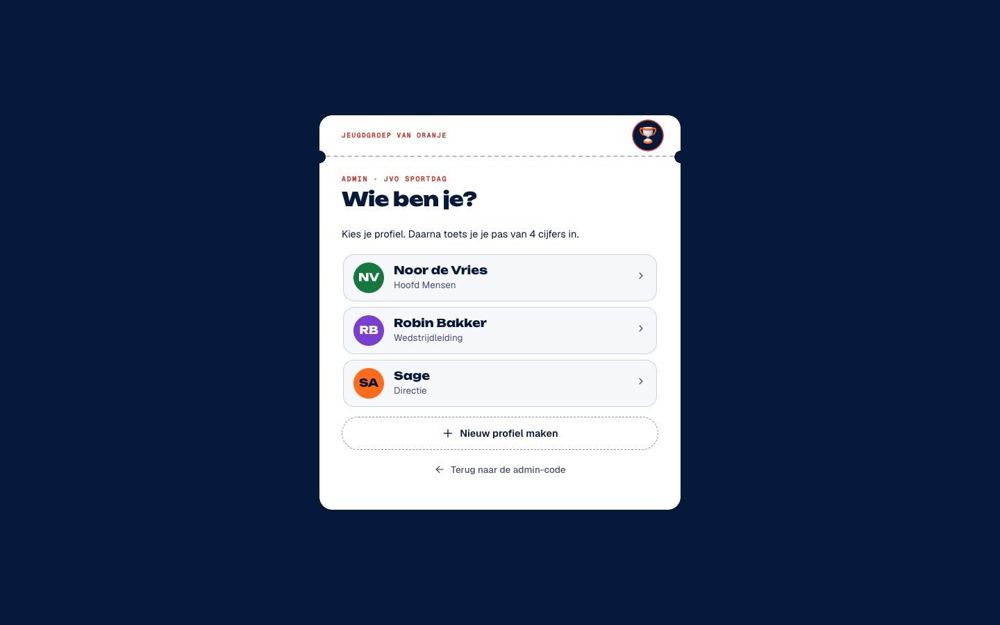 JEUGDGROEP VAN ORANJE
ADMIN · JVO SPORTDAG
Wie ben je?
Kies je profiel. Daarna toets je je pas van 4 cijfers in.
NV
Noor de Vries
Hoofd Mensen
RB
Robin Bakker
Wedstrijdleiding
SA
Sage
Directie
+ Nieuw profiel maken
← Terug naar de admin-code